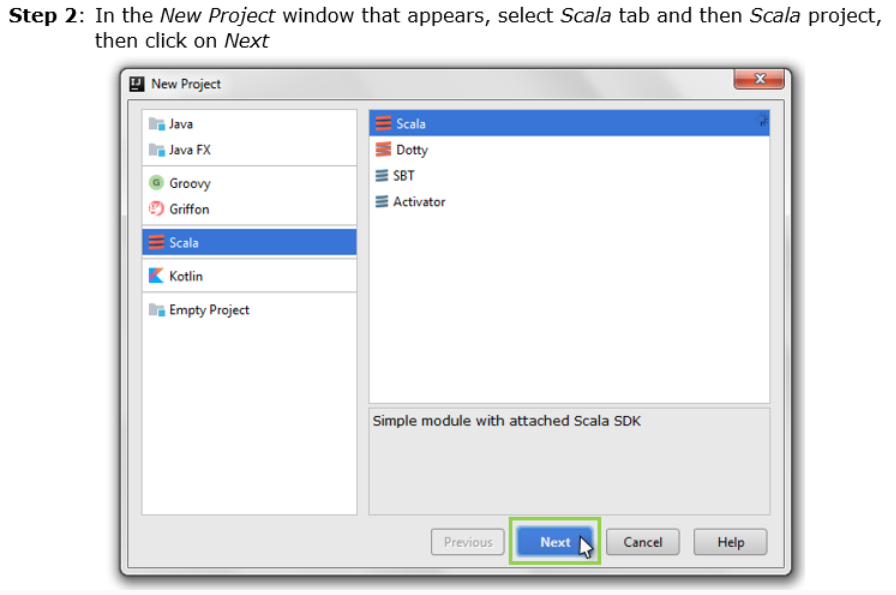 Step 2: In the New Project window that appears, select Scala tab and then Scala project,
then click on Next
New Project
Java
Java FX
Groovy
Griffon
Scala
Kotlin
Empty Project
Scala
Dotty
SBT
Activator
Simple module with attached Scala SDK
Previous
Next
Cancel
Help